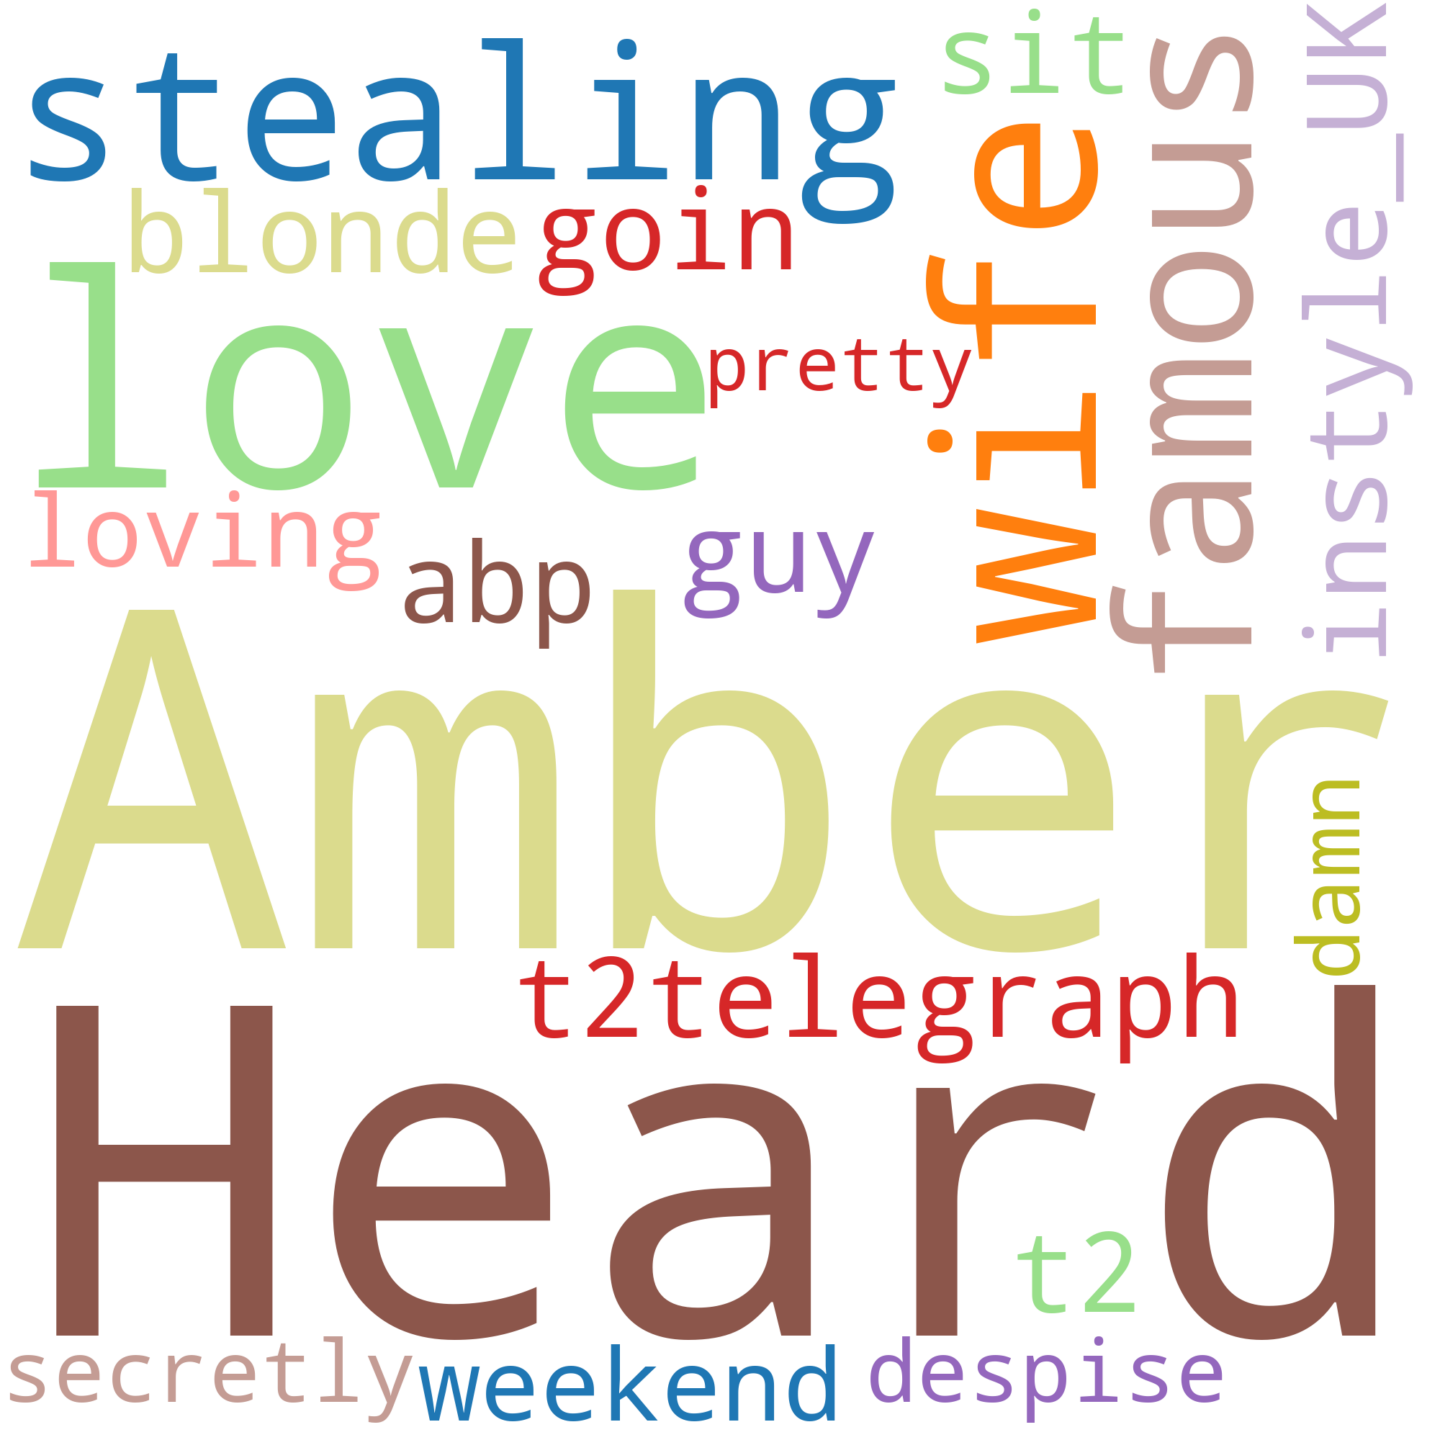 stealing
sit
wife
famous
instyle_UK
blonde
goin
love
pretty
loving
abp
guy
Amber
damn
t2telegraph
Heard
t2
secretly
weekend
despise